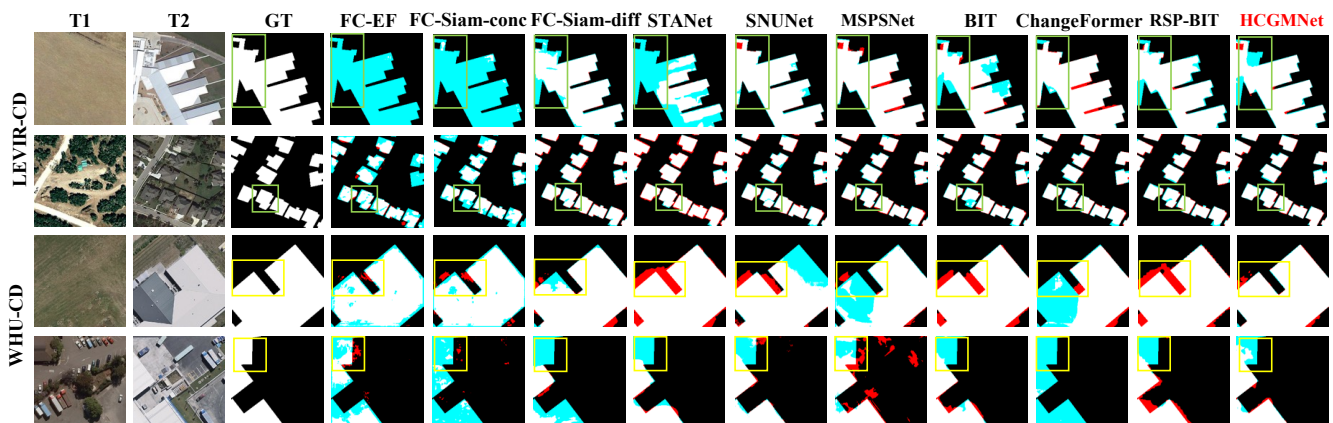 T1 T2 GT FC-EF FC-Siam-conc FC-Siam-diff STANet SNUNet MSPSNet BIT ChangeFormer RSP-BIT HCGMNet
LEVIR-CD
WHU-CD